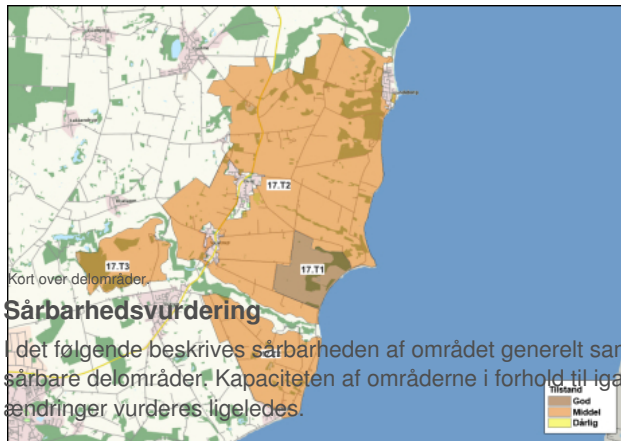 17.T2
17.T3
17.T1
Kort over delområder.
Sårbarhedsvurdering
I det følgende beskrives sårbarheden af området generelt sam
sårbare delområder. Kapaciteten af områderne i forhold til iga
ændringer vurderes ligeledes.
Tilstand
God
Middel
Dårlig